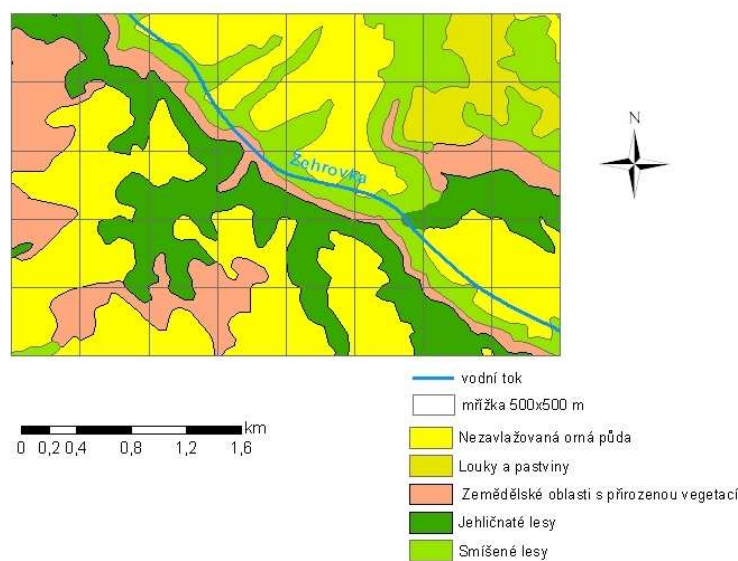 N
Žehrovka
vodní tok
mřížka 500x500 m
Nezavlažovaná orná půda
Louky a pastviny
Zemědělské oblasti s přirozenou vegetací
Jehličnaté lesy
Smíšené lesy
km
0 0,2 0,4 0,8 1,2 1,6